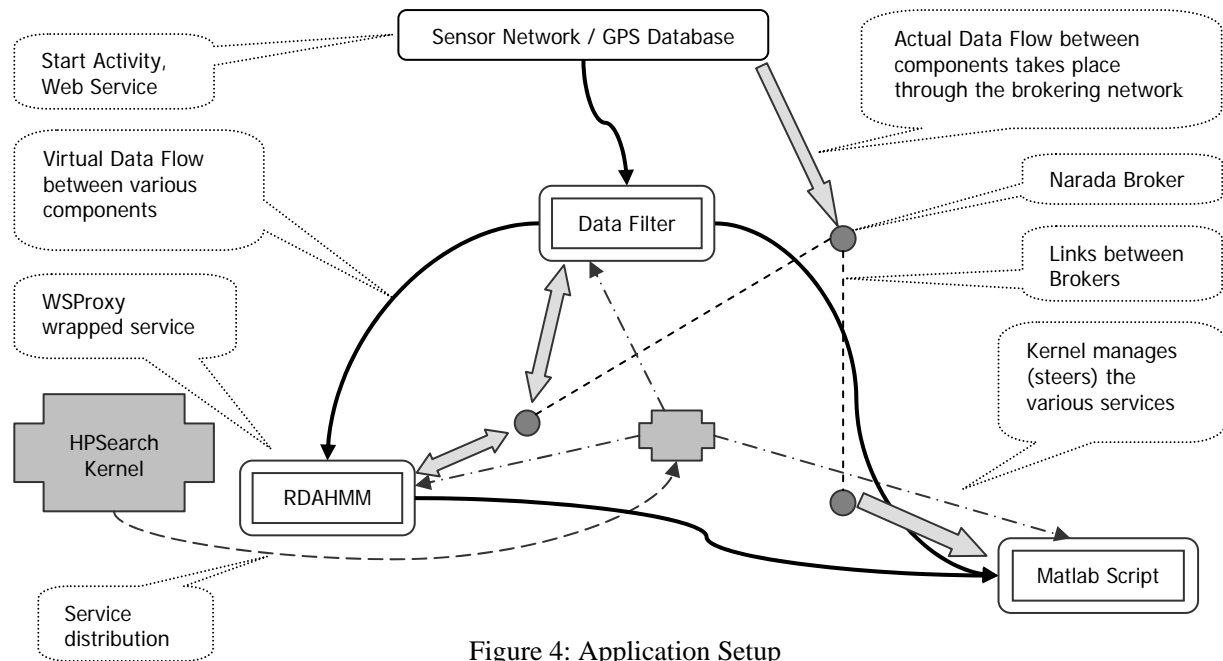 Sensor Network / GPS Database
Start Activity,
Web Service
Actual Data Flow between
components takes place
through the brokering network
Virtual Data Flow
between various
components
Narada Broker
Data Filter
Links between
Brokers
WSProxy
wrapped service
Kernel manages
(steers) the
various services
HPSearch
Kernel
RDAHMM
Matlab Script
Service
distribution
Figure 4: Application Setup